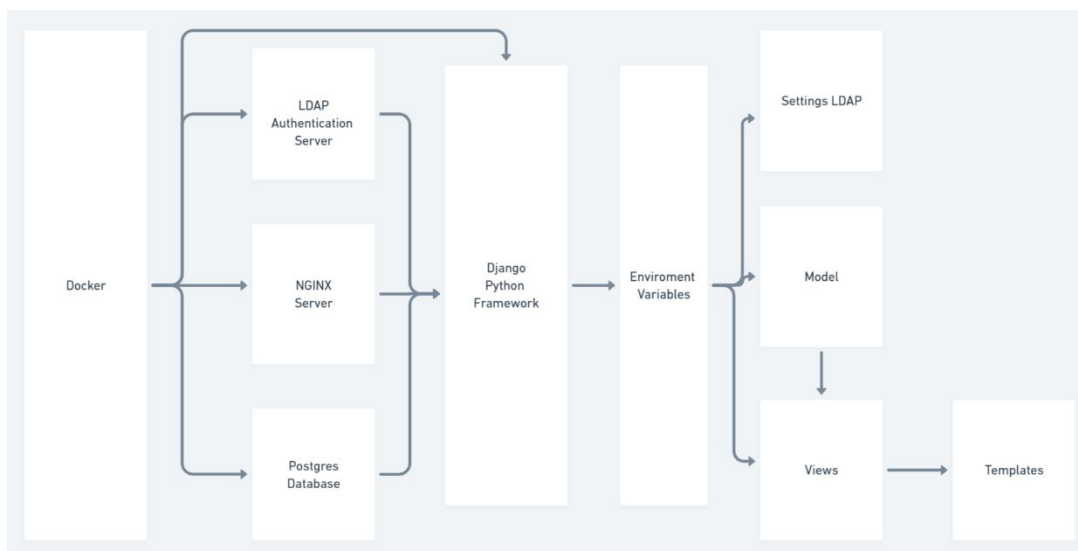 Docker
LDAP
Authentication
Server
NGINX
Server
Postgres
Database
Django
Python
Framework
Enviroment
Variables
Settings LDAP
Model
Views
Templates